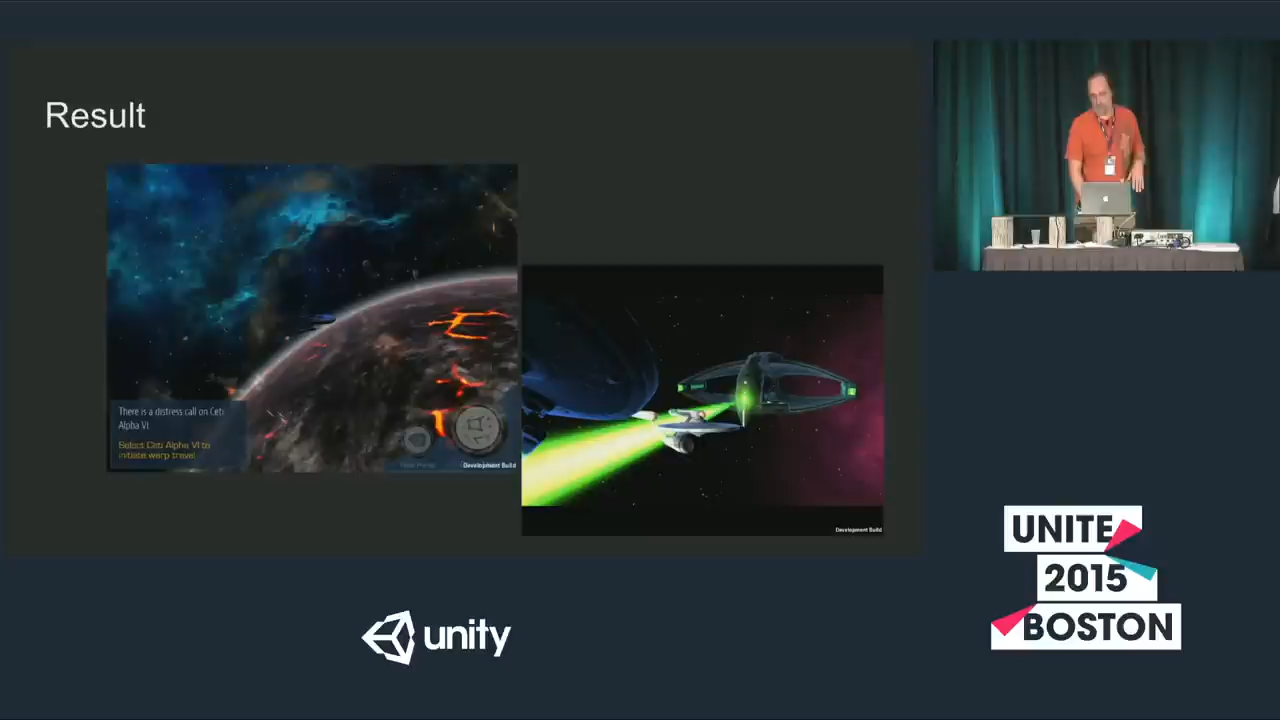 Result
There is a distress call on Ceti
Alpha VI
Select Ceti Alpha VI to
initiate warp travel
Development Build
Development Build
unity
UNITE
2015
BOSTON